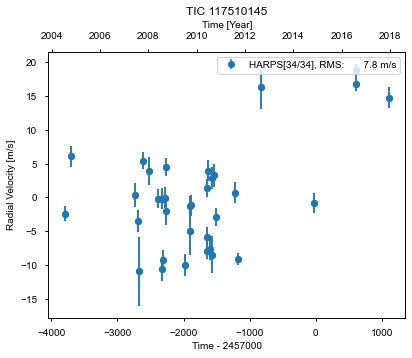 TIC 117510145
Time [Year]
2004 2006 2008 2010 2012 2014 2016 2018
HARPS[34/34], RMS: 7.8 m/s
20
15
10
5
0
−5
−10
−15
Radial Velocity [m/s]
−4000 −3000 −2000 −1000 0 1000
Time - 2457000